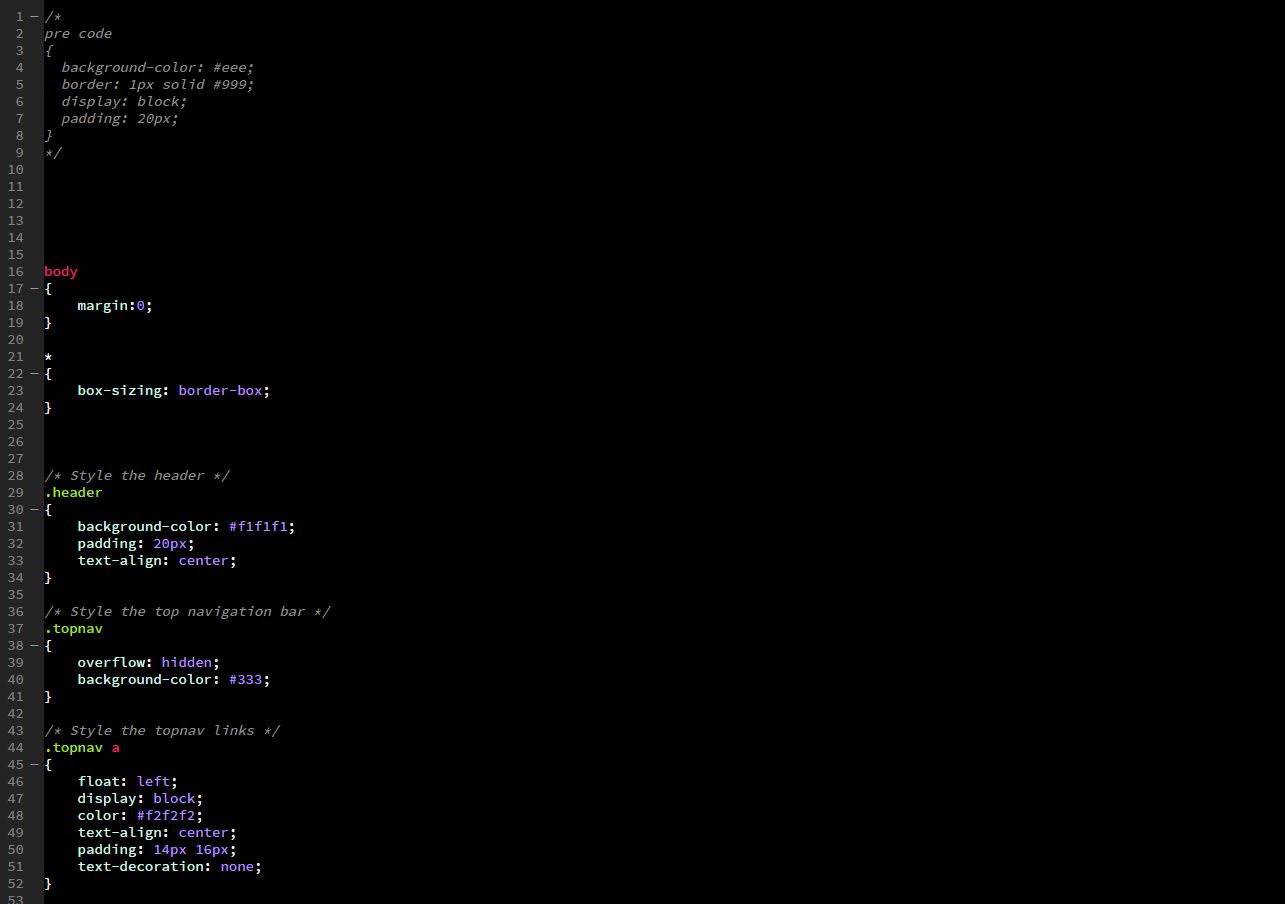 1 /*
2 pre code
3 {
4   background-color: #eee;
5   border: 1px solid #999;
6   display: block;
7   padding: 20px;
8 }
9 */
10
11
12
13
14
15
16 body
17 {
18     margin:0;
19 }
20
21 *
22 {
23     box-sizing: border-box;
24 }
25
26
27
28 /* Style the header */
29 .header
30 {
31     background-color: #f1f1f1;
32     padding: 20px;
33     text-align: center;
34 }
35
36 /* Style the top navigation bar */
37 .topnav
38 {
39     overflow: hidden;
40     background-color: #333;
41 }
42
43 /* Style the topnav links */
44 .topnav a
45 {
46     float: left;
47     display: block;
48     color: #f2f2f2;
49     text-align: center;
50     padding: 14px 16px;
51     text-decoration: none;
52 }
53